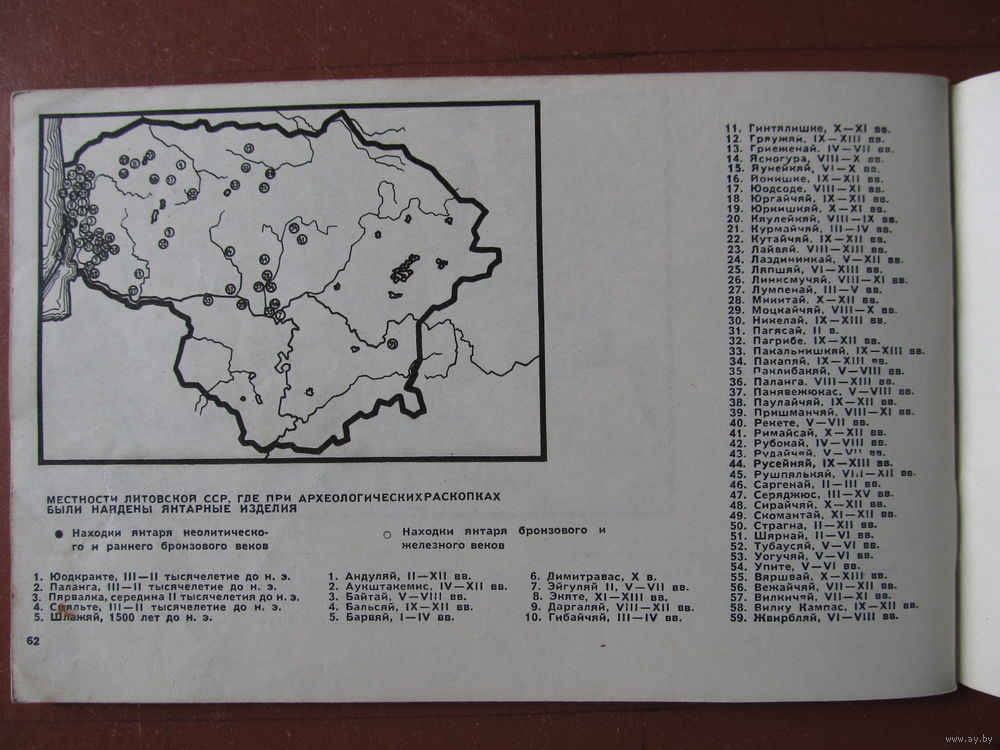 11. Гинтялишке, X—XI вв.
12. Гряужяй, IX—XIII вв.
13. Гриеженай, IV—VII вв.
14. Ясногура, VIII—X вв.
15. Яунейкяй, VI—X вв.
16. Йонишке, IX—XII вв.
17. Юодсоде, VIII—XI вв.
18. Юргайчяй, IX—XII вв.
19. Юрнишкяй, X—XI вв.
20. Кяулейкяй, VIII—IX вв.
21. Курмайчяй, III—IV вв.
22. Кутайчяй, IX—XII вв.
23. Лайвяй, VIII—XIII вв.
24. Лаздининкай, V—XII вв.
25. Ляпшяй, VI—XIII вв.
26. Линксмучяй, VIII—XI вв.
27. Лумпенай, III—V вв.
28. Микитай. X—XII вв.
29. Моцкайчяй, VIII—X вв.
30. Никелай, IX—XIII вв.
31. Пагясай, II в.
32. Пагрибе. IX—XII вв.
33. Пакальнишкяй, IX—XIII вв.
34. Пакапяй, IX—XIII вв.
35. Паклибакяй, V—VIII вв.
36. Паланга, VIII—XIII вв.
37. Панявежюкас, V—VIII вв.
38. Паулайчяй, IX—XII вв.
39. Пришманчяй, VIII—XI вв.
40. Рекете, V—VII вв.
41. Римайсай, X—XII вв.
42. Рубокай, IV—VIII вв.
43. Рудайчяй, V—VII вв.
44. Русейняй, IX—XIII вв.
45. Рушпялькяй, VIII—XII вв.
46. Саргенай, II—III вв.
47. Серяджюс, III—XV вв.
48. Сирайчяй, X—XII вв.
49. Скомантай, XI—XII вв.
50. Страгна, II—XII вв.
51. Шярнай, II—VI вв.
52. Тубаусяй, V—VI вв.
53. Уогучяй, V—VI вв.
54. Упите, V—VI вв.
55. Вяршвай, X—XIII вв.
56. Вежайчяй, VII—XII вв.
57. Вилкичяй, VII—XI вв.
58. Вилку Кампас, IX—XII вв.
59. Жвирбляй, VI—VIII вв.
МЕСТНОСТИ ЛИТОВСКОЙ ССР, ГДЕ ПРИ АРХЕОЛОГИЧЕСКИХ РАСКОПКАХ
БЫЛИ НАЙДЕНЫ ЯНТАРНЫЕ ИЗДЕЛИЯ
Находки янтаря неолитическо-
го и раннего бронзового веков
Находки янтаря бронзового и
железного веков
1. Юодкранте, III—II тысячелетие до н. э.
2. Паланга, III—II тысячелетие до н. э.
3. Пярвалка, середина II тысячелетия до н. э.
4. Сяльте, III—II тысячелетие до н. э.
5. Шлажяй, 1500 лет до н. э.
1. Андуляй, II—XII вв.
2. Аукштакемис, IV—XII вв.
3. Байтай, V—VIII вв.
4. Бальсяй, IX—XII вв.
5. Барвяй, I—IV вв.
6. Димитравас, X в.
7. Эйгуляй II, V—VII вв.
8. Экяте, XI—XIII вв.
9. Даргаляй, VIII—XII вв.
10. Гибайчяй, III—IV вв.
62
www.ay.by